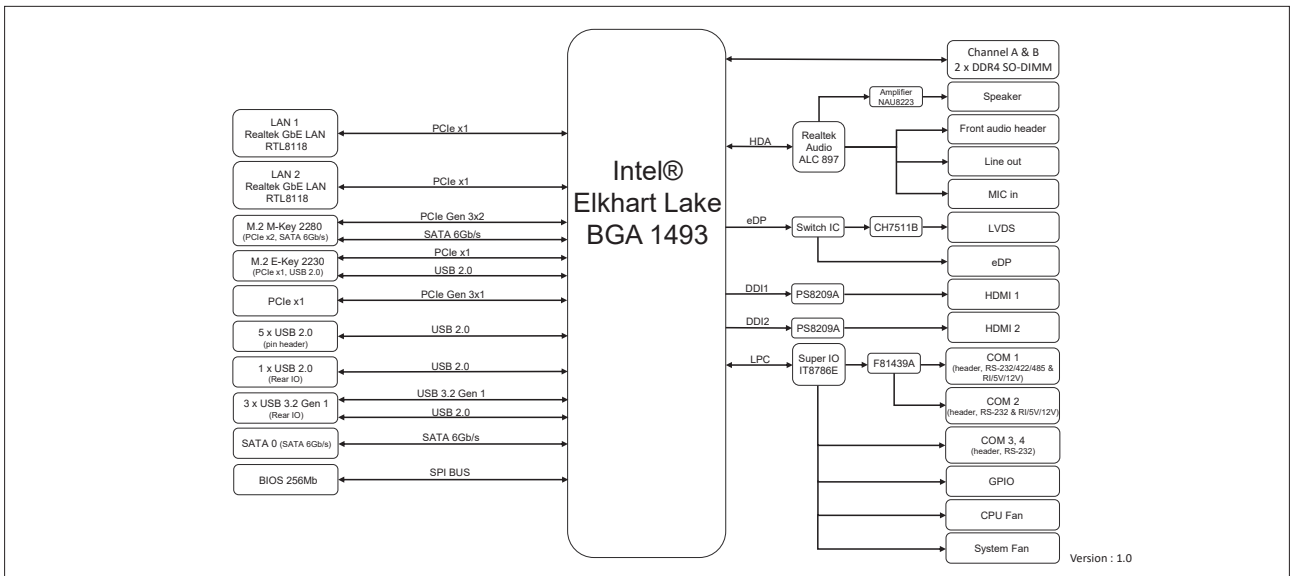 LAN 1
Realtek GbE LAN
RTL8118
PCIe x1
LAN 2
Realtek GbE LAN
RTL8118
PCIe x1
M.2 M-Key 2280
(PCIe x2, SATA 6Gb/s)
PCIe Gen 3x2
SATA 6Gb/s
M.2 E-Key 2230
(PCIe x1, USB 2.0)
PCIe x1
USB 2.0
PCIe x1
PCIe Gen 3x1
5 x USB 2.0
(pin header)
USB 2.0
1 x USB 2.0
(Rear IO)
USB 2.0
3 x USB 3.2 Gen 1
(Rear IO)
USB 3.2 Gen 1
USB 2.0
SATA 0 (SATA 6Gb/s)
SATA 6Gb/s
BIOS 256Mb
SPI BUS
Intel®
Elkhart Lake
BGA 1493
Channel A & B
2 x DDR4 SO-DIMM
HDA
Realtek
Audio
ALC 897
Amplifier
NAU8223
Speaker
Front audio header
Line out
MIC in
eDP
Switch IC
CH7511B
LVDS
eDP
DDI1
PS8209A
HDMI 1
DDI2
PS8209A
HDMI 2
LPC
Super IO
IT8786E
F81439A
COM 1
(header, RS-232/422/485 &
RI/5V/12V)
COM 2
(header, RS-232 & RI/5V/12V)
COM 3, 4
(header, RS-232)
GPIO
CPU Fan
System Fan
Version : 1.0